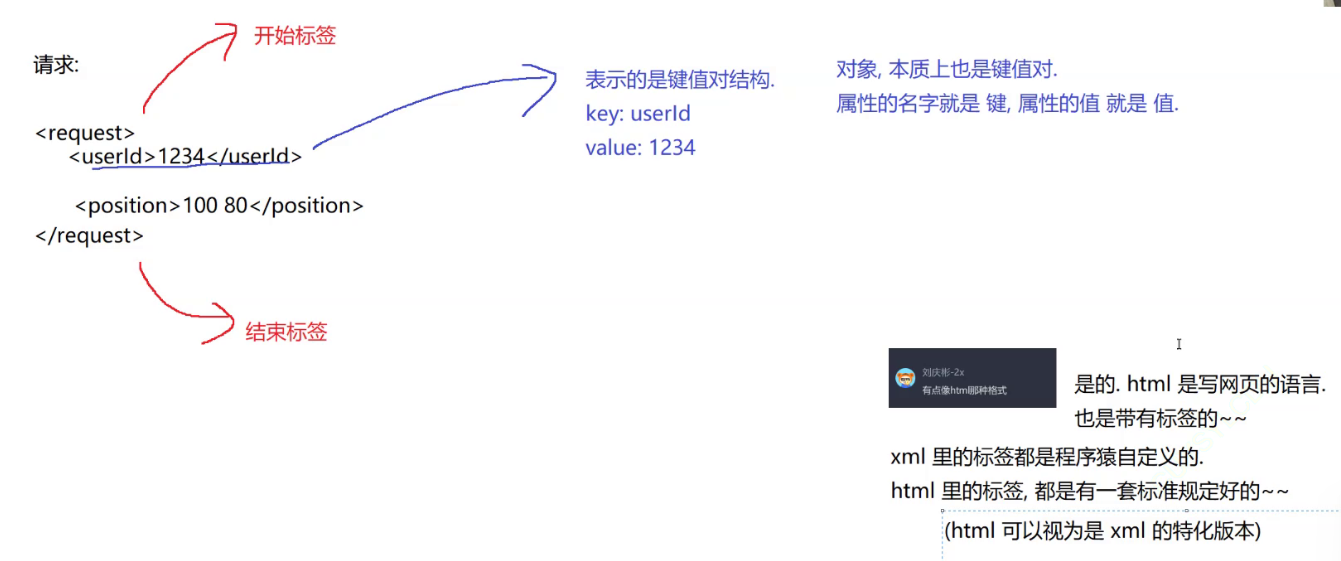 开始标签
请求:
<request>
<userId>1234</userId>
<position>100 80</position>
</request>
结束标签
表示的是键值对结构.
key: userId
value: 1234
对象, 本质上也是键值对.
属性的名字就是 键, 属性的值 就是 值.
刘庆彬-2x
有点像html那种格式
是的. html 是写网页的语言.
也是带有标签的~~
xml 里的标签都是程序猿自定义的.
html 里的标签, 都是有一套标准规定好的~~
(html 可以视为是 xml 的特化版本)